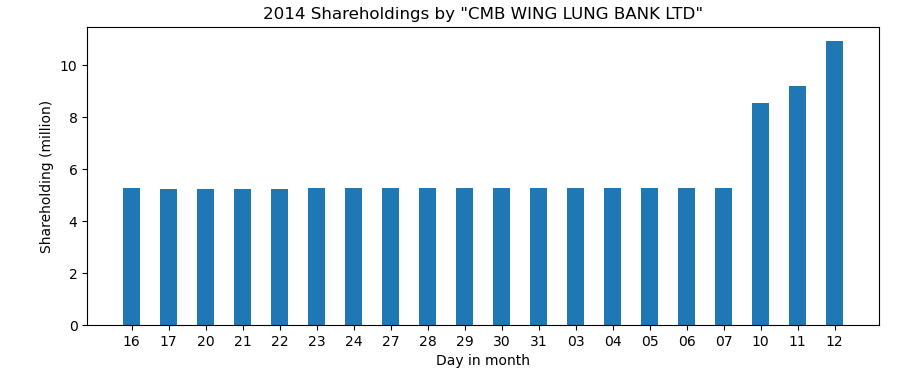 2014 Shareholdings by "CMB WING LUNG BANK LTD"
Shareholding (million)
10
8
6
4
2
0
16 17 20 21 22 23 24 27 28 29 30 31 03 04 05 06 07 10 11 12
Day in month